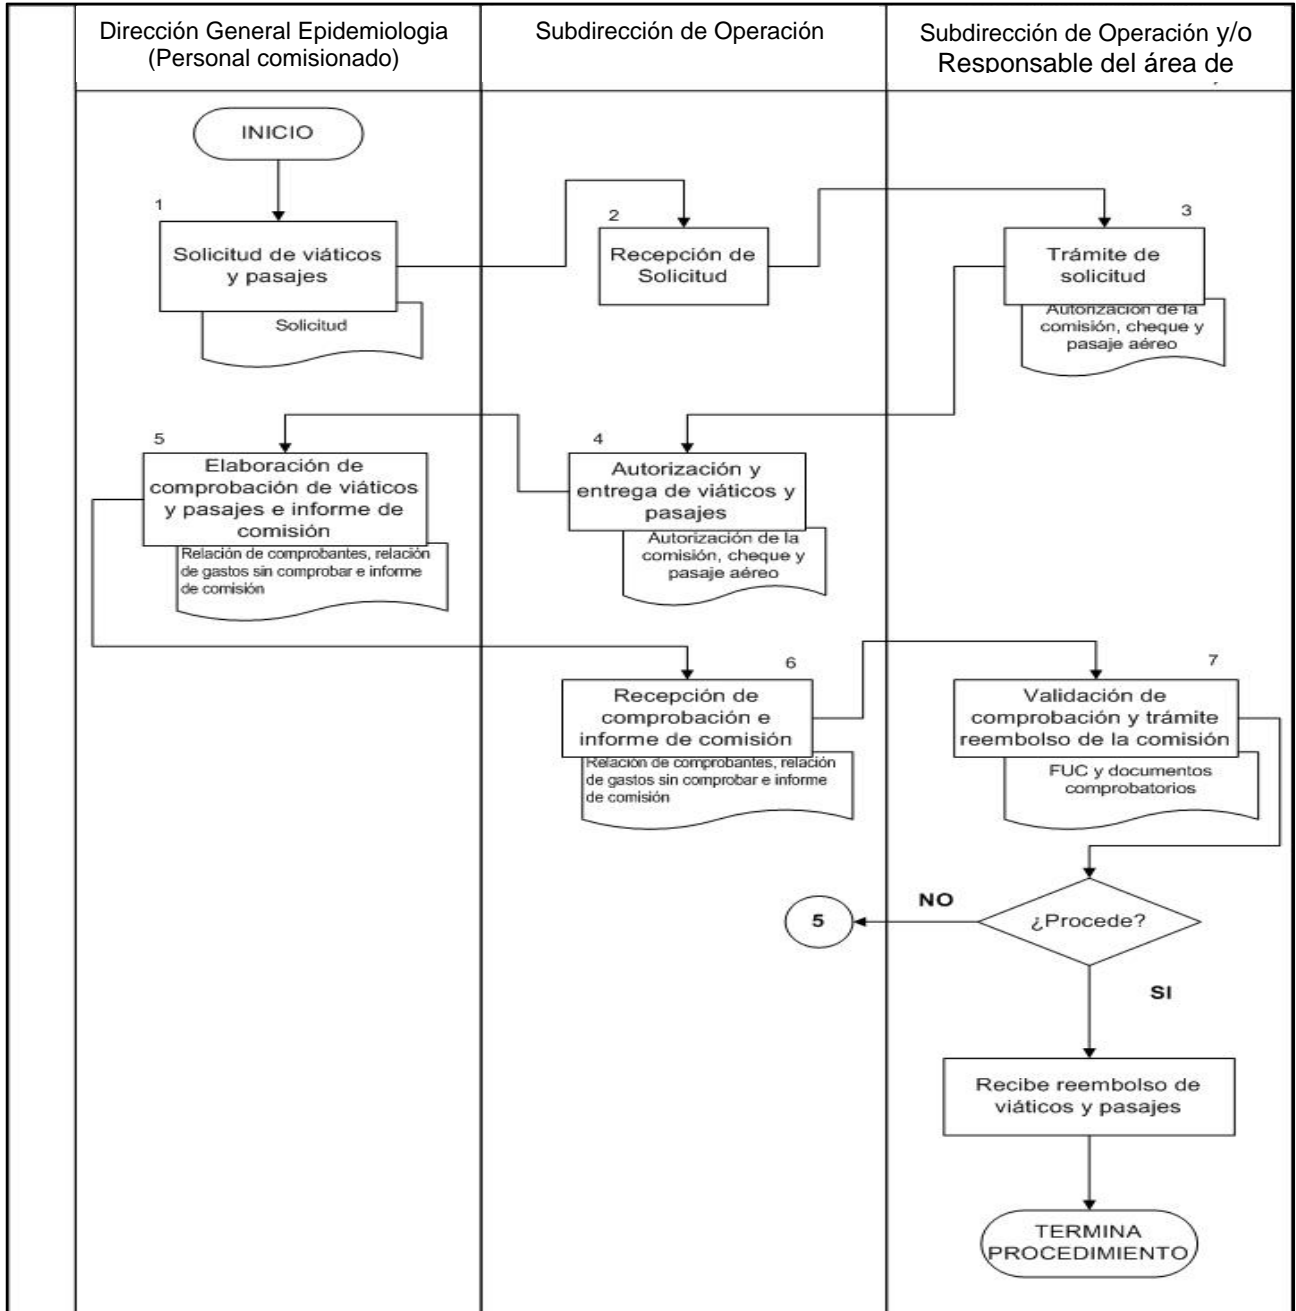 Dirección General Epidemiologia
(Personal comisionado)
Subdirección de Operación
Subdirección de Operación y/o
Responsable del área de
INICIO
1
Solicitud de viáticos
y pasajes
Solicitud
2
Recepción de
Solicitud
3
Trámite de
solicitud
Autorización de la
comisión, cheque y
pasaje aéreo
5
Elaboración de
comprobación de viáticos
y pasajes e informe de
comisión
Relación de comprobantes, relación
de gastos sin comprobar e informe
de comisión
4
Autorización y
entrega de viáticos y
pasajes
Autorización de la
comisión, cheque y
pasaje aéreo
6
Recepción de
comprobación e
informe de comisión
Relación de comprobantes, relación
de gastos sin comprobar e informe
de comisión
7
Validación de
comprobación y trámite
reembolso de la comisión
FUC y documentos
comprobatorios
¿Procede?
NO
5
SI
Recibe reembolso de
viáticos y pasajes
TERMINA
PROCEDIMIENTO